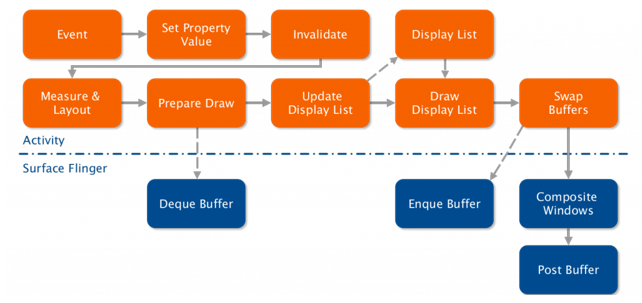 Event
Set Property
Value
Invalidate
Display List
Measure &
Layout
Prepare Draw
Update
Display List
Draw
Display List
Swap
Buffers
Activity
Surface Flinger
Deque Buffer
Enque Buffer
Composite
Windows
Post Buffer